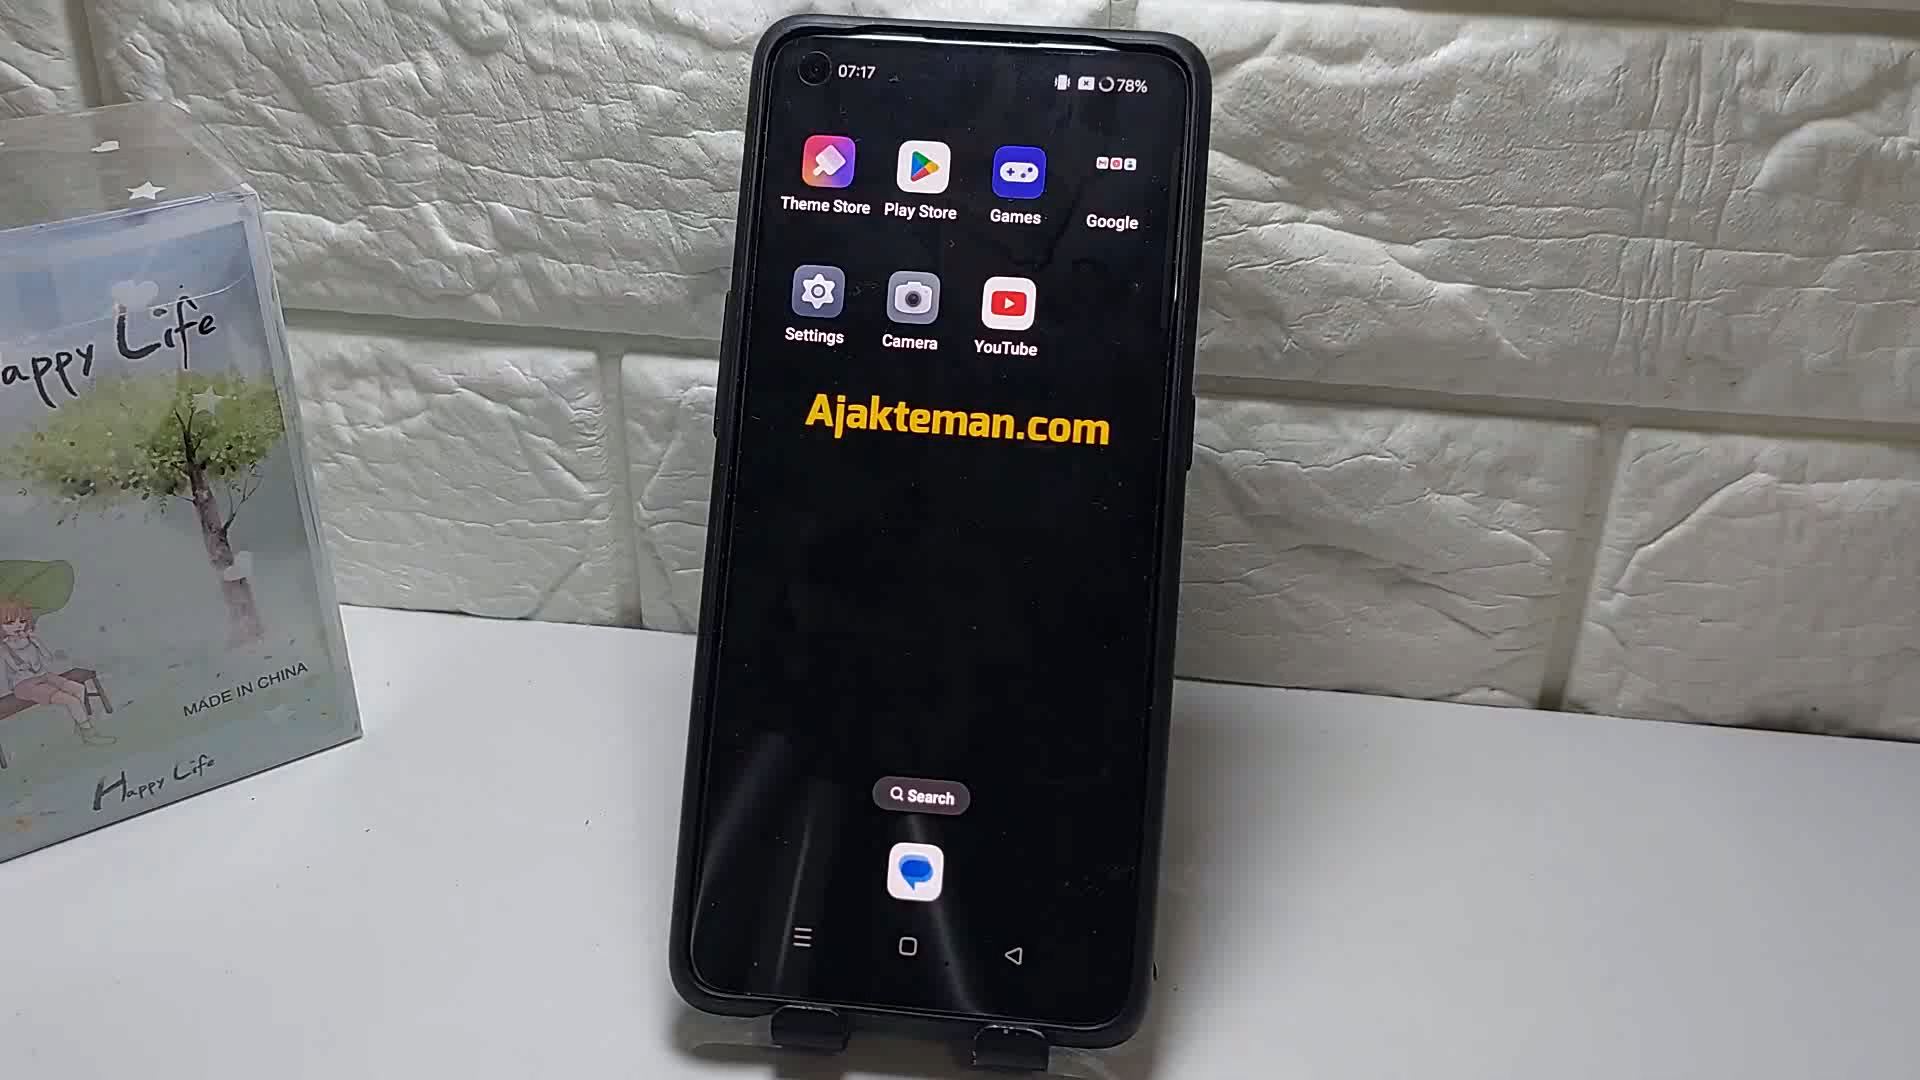 07:17
78%
Theme Store
Play Store
Games
Google
Settings
Camera
YouTube
Ajakteman.com
Search
appy Life
MADE IN CHINA
Happy Life